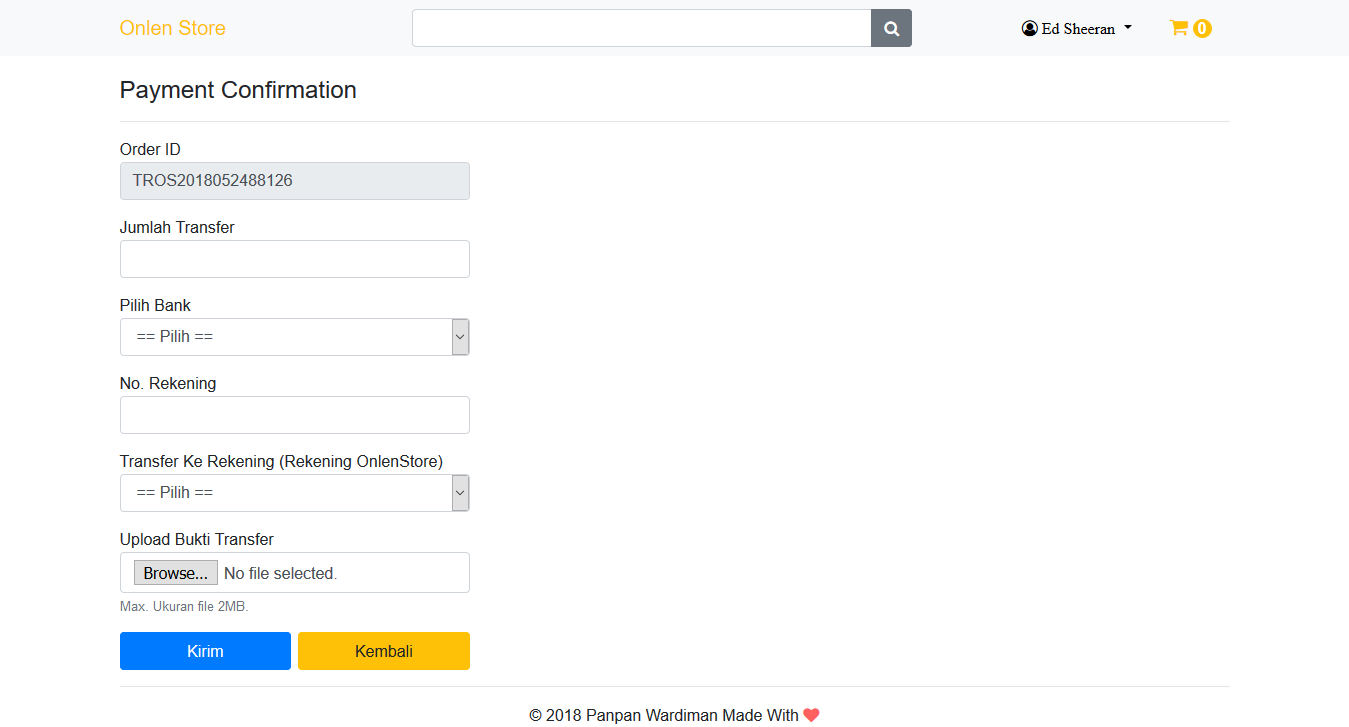 Onlen Store
Ed Sheeran
0
Payment Confirmation
Order ID
TROS2018052488126
Jumlah Transfer
Pilih Bank
== Pilih ==
No. Rekening
Transfer Ke Rekening (Rekening OnlenStore)
== Pilih ==
Upload Bukti Transfer
Browse... No file selected.
Max. Ukuran file 2MB.
Kirim
Kembali
© 2018 Panpan Wardiman Made With